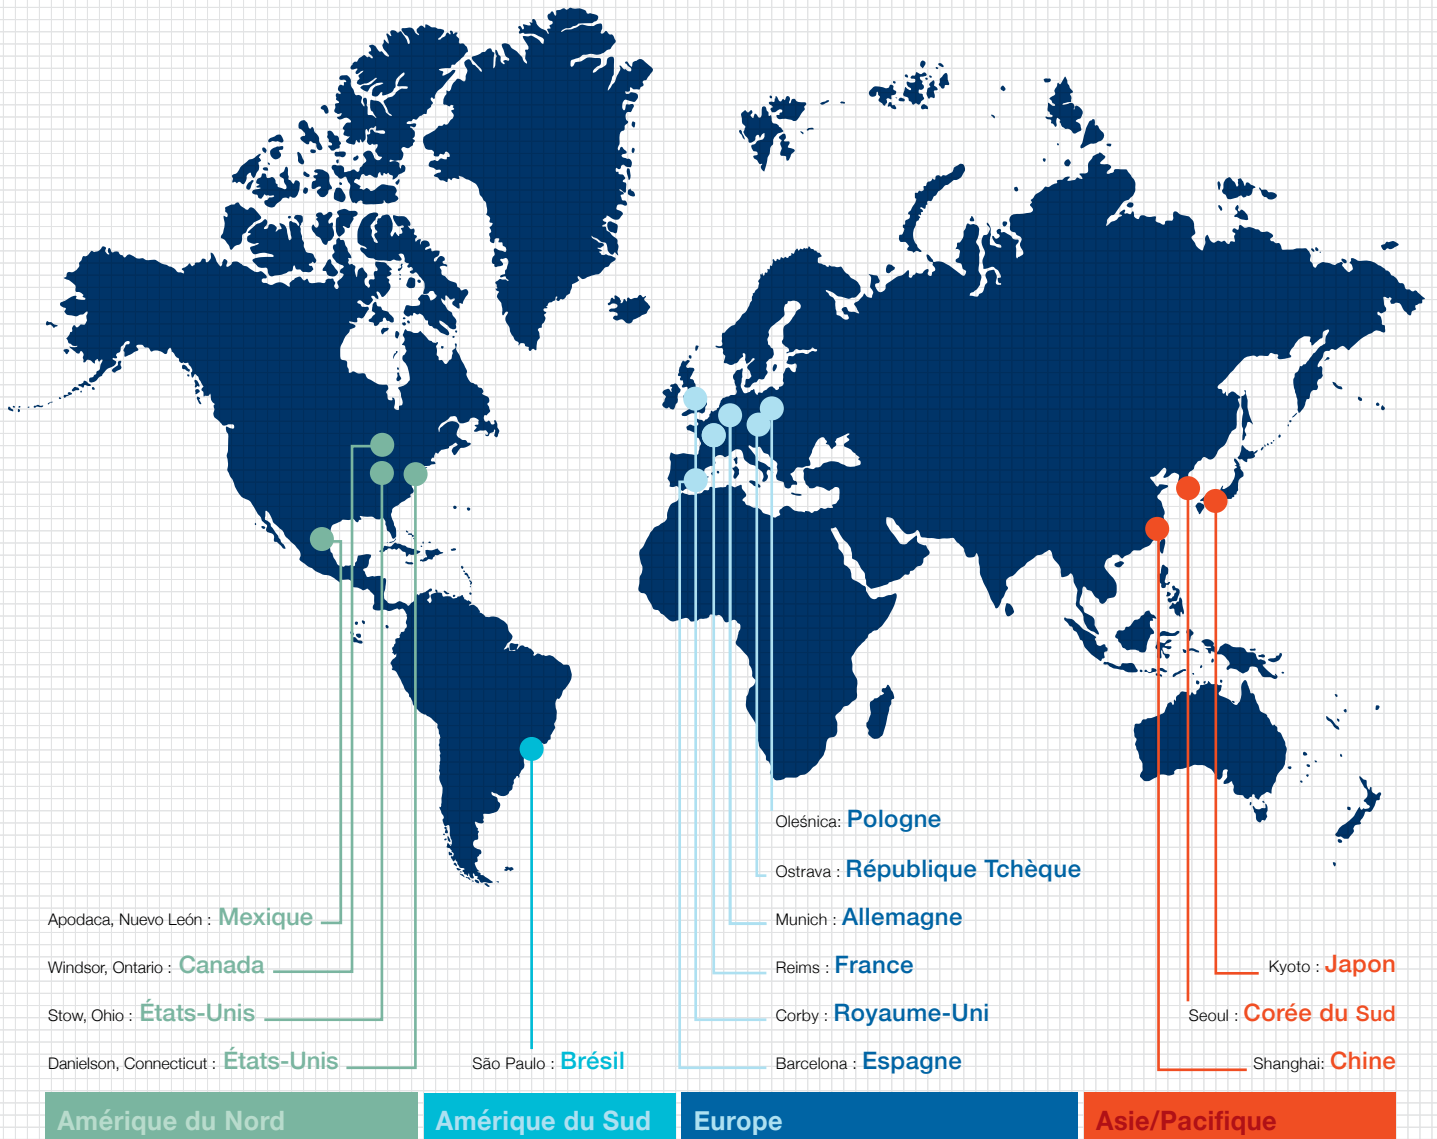 Oleśnica: Pologne
Ostrava : République Tchèque
Apodaca, Nuevo León : Mexique
Munich : Allemagne
Windsor, Ontario : Canada
Reims : France
Kyoto : Japon
Stow, Ohio : États-Unis
Corby : Royaume-Uni
Seoul : Corée du Sud
Danielson, Connecticut : États-Unis
São Paulo : Brésil
Barcelona : Espagne
Shanghai: Chine
Amérique du Nord
Amérique du Sud
Europe
Asie/Pacifique